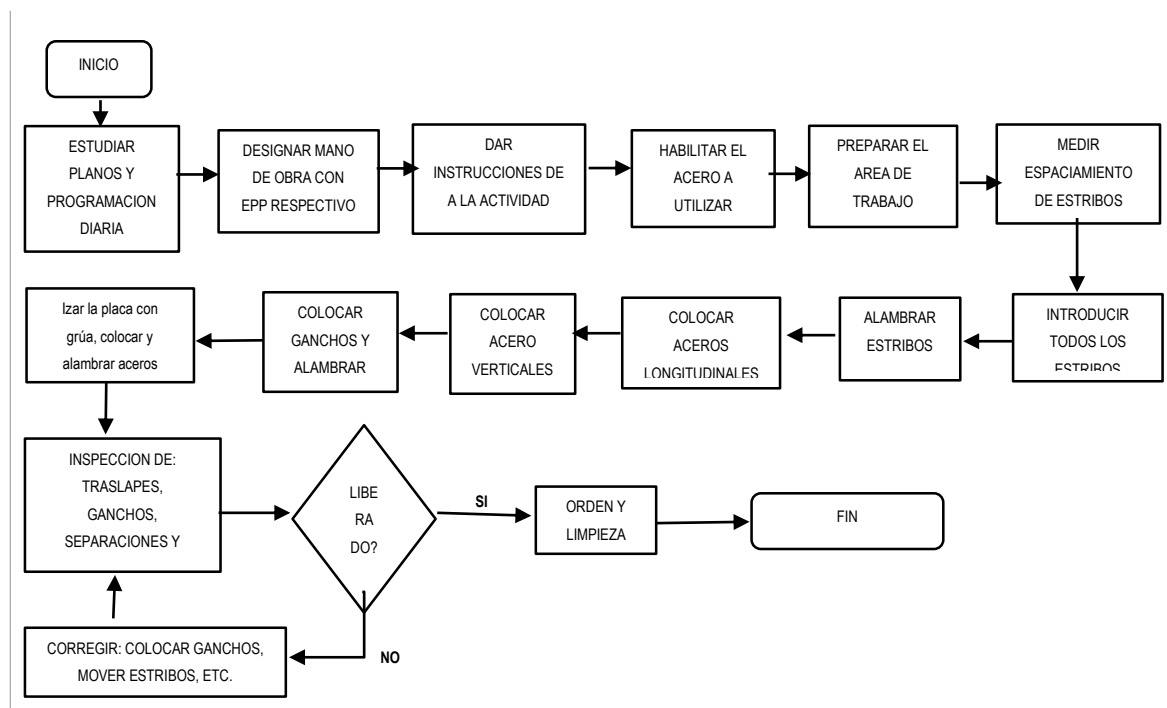 INICIO
ESTUDIAR
PLANOS Y
PROGRAMACION
DIARIA
DESIGNAR MANO
DE OBRA CON
EPP RESPECTIVO
DAR
INSTRUCCIONES DE
A LA ACTIVIDAD
HABILITAR EL
ACERO A
UTILIZAR
PREPARAR EL
AREA DE
TRABAJO
MEDIR
ESPACIAMIENTO
DE ESTRIBOS
Izar la placa con
grúa, colocar y
alambrar aceros
COLOCAR
GANCHOS Y
ALAMBRAR
COLOCAR
ACERO
VERTICALES
COLOCAR
ACEROS
LONGITUDINALES
ALAMBRAR
ESTRIBOS
INTRODUCIR
TODOS LOS
ESTRIBOS
INSPECCION DE:
TRASLAPES,
GANCHOS,
SEPARACIONES Y
LIBE
RA
DO?
SI
ORDEN Y
LIMPIEZA
FIN
CORREGIR: COLOCAR GANCHOS,
MOVER ESTRIBOS, ETC.
NO